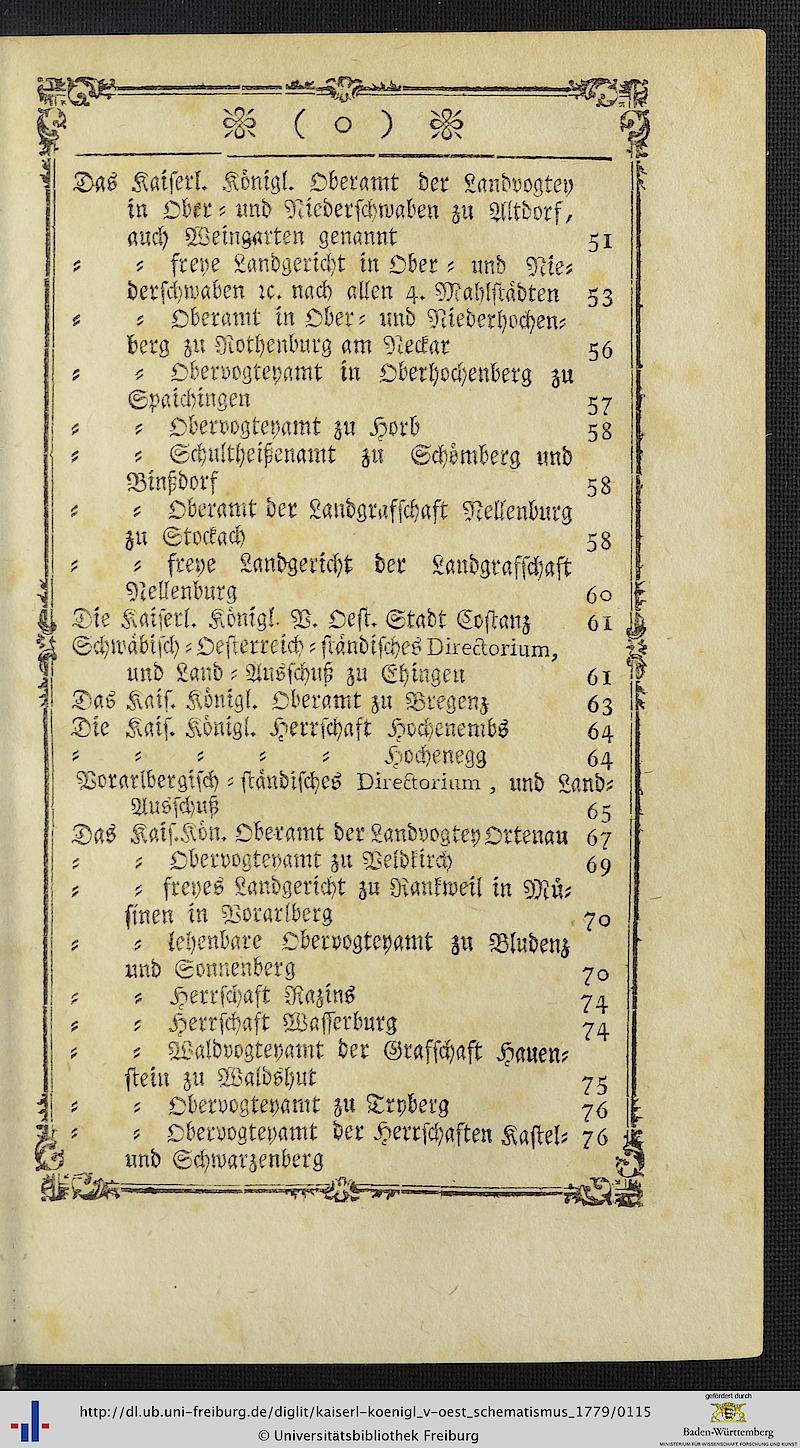 ( o )
Das Kaiserl. Königl. Oberamt der Landvogtey
in Ober⸗ und Niederschwaben zu Altdorf,
auch Weingarten genannt 51
⸗ ⸗ freye Landgericht in Ober⸗ und Nie⸗
derschwaben ꝛc. nach allen 4. Mahlstädten 53
⸗ ⸗ Oberamt in Ober⸗ und Niederhochen⸗
berg zu Rothenburg am Neckar 56
⸗ ⸗ Obervogteyamt in Oberhochenberg zu
Spaichingen 57
⸗ ⸗ Obervogteyamt zu Horb 58
⸗ ⸗ Schultheißenamt zu Schömberg und
Binßdorf 58
⸗ ⸗ Oberamt der Landgrafschaft Nellenburg
zu Stockach 58
⸗ ⸗ freye Landgericht der Landgrafschaft
Nellenburg 60
Die Kaiserl. Königl. V. Oest. Stadt Costanz 61
Schwäbisch⸗Oesterreich⸗ständisches Directorium,
und Land⸗Ausschuß zu Ehingen 61
Das Kais. Königl. Oberamt zu Bregenz 63
Die Kais. Königl. Herrschaft Hochenembs 64
⸗ ⸗ ⸗ ⸗ ⸗ Hochenegg 64
Vorarlbergisch⸗ständisches Directorium, und Land⸗
Ausschuß 65
Das Kais.Kön. Oberamt der Landvogtey Ortenau 67
⸗ ⸗ Obervogteyamt zu Veldkirch 69
⸗ ⸗ freyes Landgericht zu Rankweil in Mü⸗
sinen in Vorarlberg 70
⸗ ⸗ lehenbare Obervogteyamt zu Bludenz
und Sonnenberg 70
⸗ ⸗ Herrschaft Razins 74
⸗ ⸗ Herrschaft Wasserburg 74
⸗ ⸗ Waldvogteyamt der Grafschaft Hauen⸗
stein zu Waldshut 75
⸗ ⸗ Obervogteyamt zu Tryberg 76
⸗ ⸗ Obervogteyamt der Herrschaften Kastel⸗ 76
und Schwarzenberg
http://dl.ub.uni-freiburg.de/diglit/kaiserl-koenigl_v-oest_schematismus_1779/0115
© Universitätsbibliothek Freiburg
gefördert durch
Baden-Württemberg
MINISTERIUM FÜR WISSENSCHAFT, FORSCHUNG UND KUNST